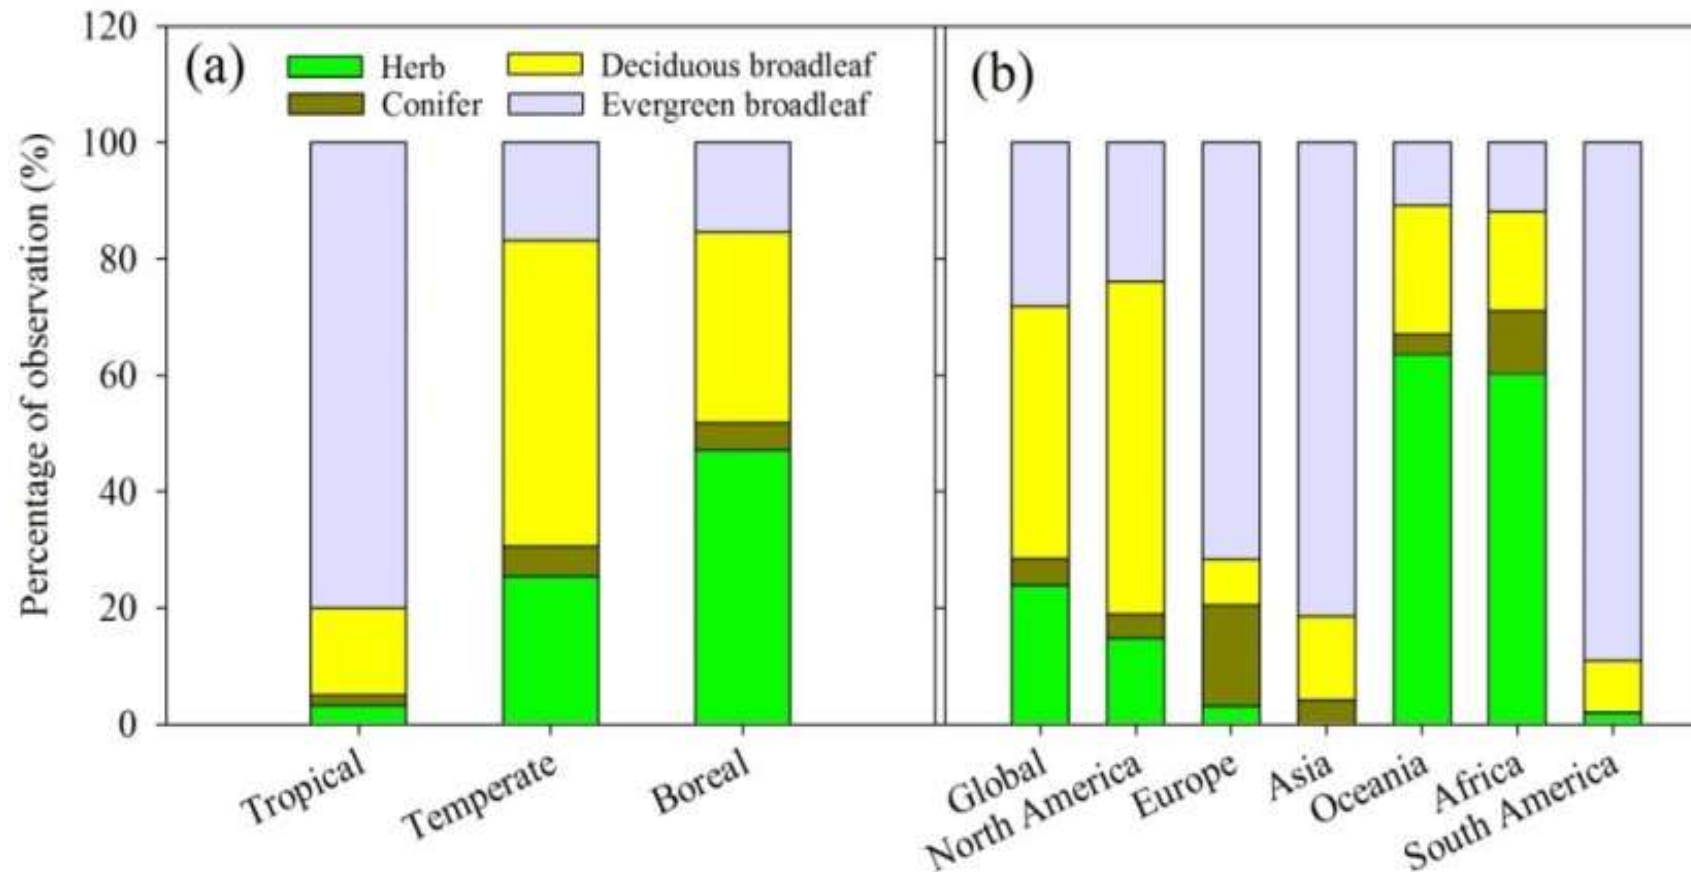 Percentage of observation (%)
120
100
80
60
40
20
0
(a)
Herb
Deciduous broadleaf
Conifer
Evergreen broadleaf
(b)
Tropical
Temperate
Boreal
Global
North America
Europe
Asia
Oceania
Africa
South America